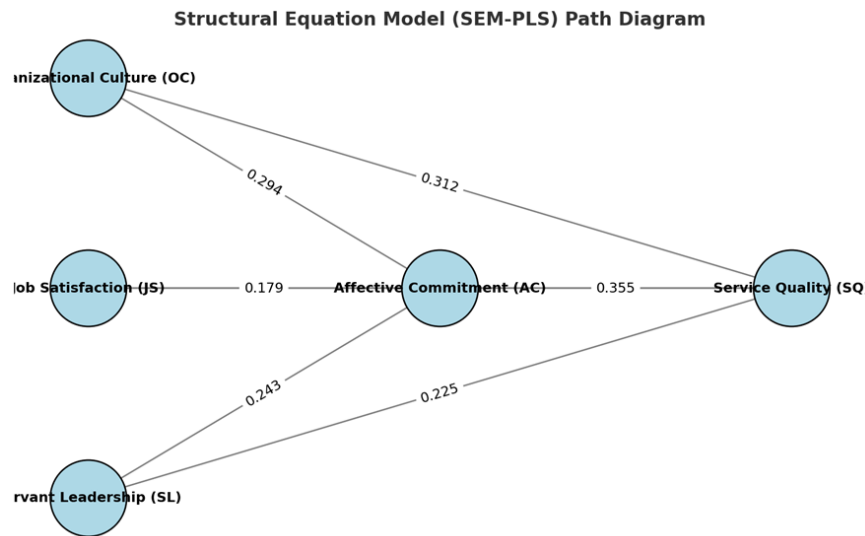 Structural Equation Model (SEM-PLS) Path Diagram
anizational Culture (OC)
0.312
0.294
Job Satisfaction (JS)
0.179
Affective Commitment (AC)
0.355
Service Quality (SQ
0.243
0.225
rvant Leadership (SL)